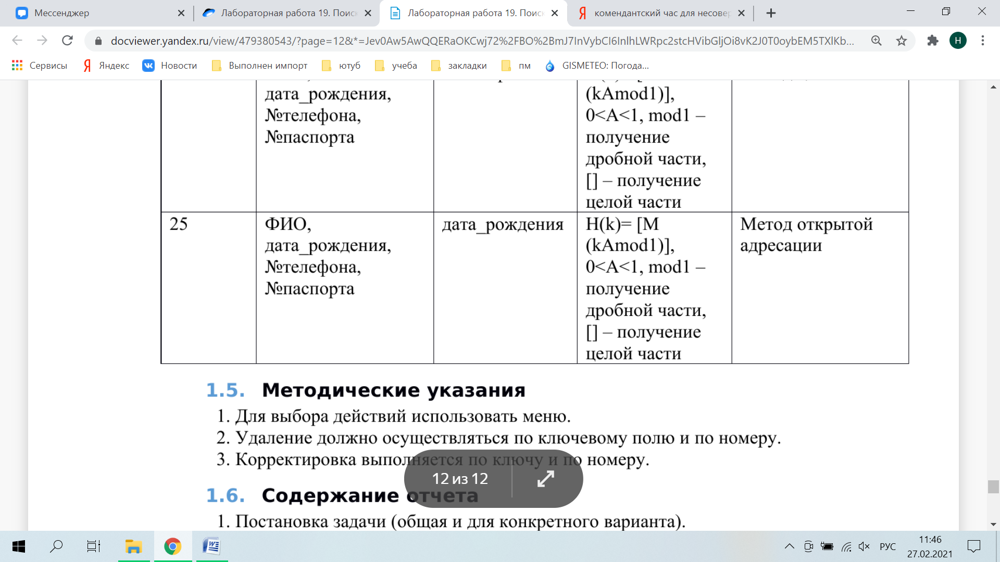 Мессенджер
Лабораторная работа 19. Поиск
Лабораторная работа 19. Поиск
комендантский час для несовер
docviewer.yandex.ru/view/479380543/?page=12&*=Jev0Aw5AwQQERaOKCwj72%2FBO%2BmJ7InVybCI6InlhLWRpc2stcHVibGljOi8vK2J0T0oybEM5TXlKb...
Н
Сервисы
Яндекс
Новости
Выполнен импорт
ютуб
учеба
закладки
пм
GISMETEO: Погода...
дата_рождения,
№телефона,
№паспорта
(kAmod1)],
0<A<1, mod1 –
получение
дробной части,
[] – получение
целой части
25
ФИО,
дата_рождения,
№телефона,
№паспорта
дата_рождения
H(k)= [M
(kAmod1)],
0<A<1, mod1 –
получение
дробной части,
[] – получение
целой части
Метод открытой
адресации
1.5. Методические указания
1. Для выбора действий использовать меню.
2. Удаление должно осуществляться по ключевому полю и по номеру.
3. Корректировка выполняется по ключу и по номеру.
12 из 12
1.6. Содержание отчета
1. Постановка задачи (общая и для конкретного варианта).
РУС
11:46
27.02.2021